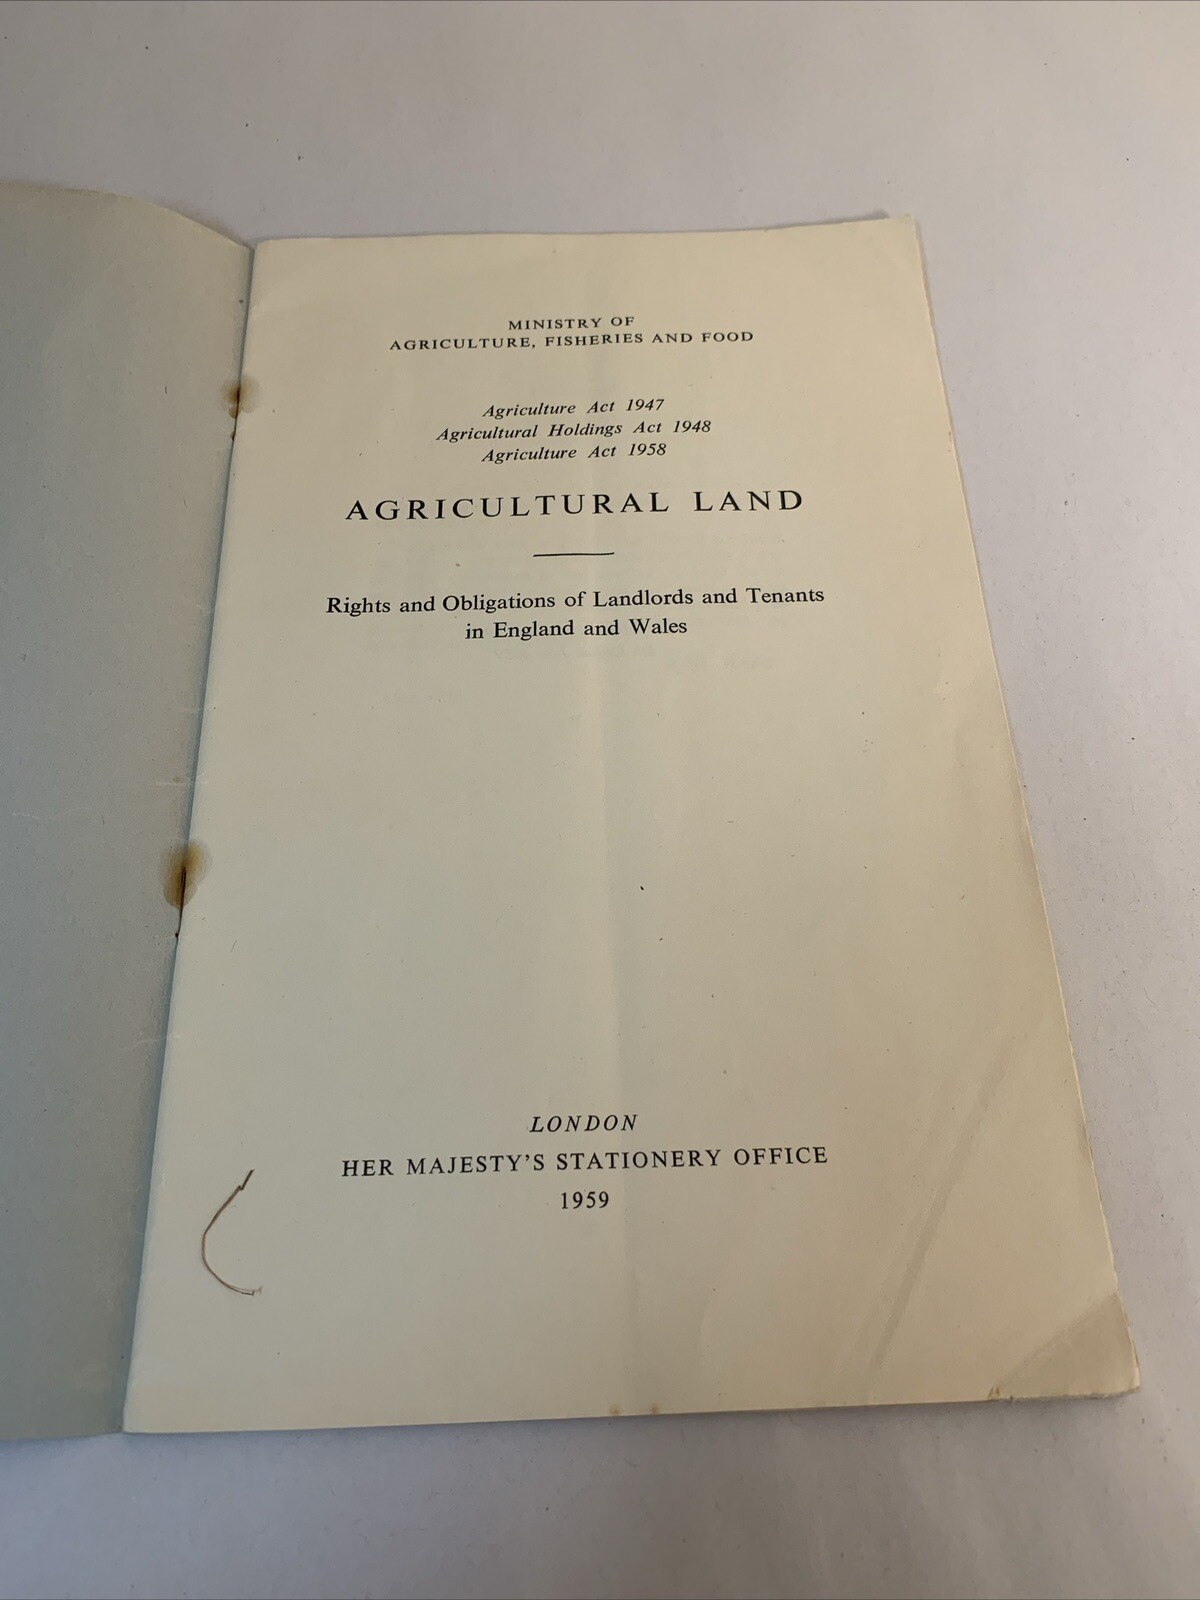 MINISTRY OF
AGRICULTURE, FISHERIES AND FOOD
Agriculture Act 1947
Agricultural Holdings Act 1948
Agriculture Act 1958
AGRICULTURAL LAND
Rights and Obligations of Landlords and Tenants
in England and Wales
LONDON
HER MAJESTY'S STATIONERY OFFICE
1959